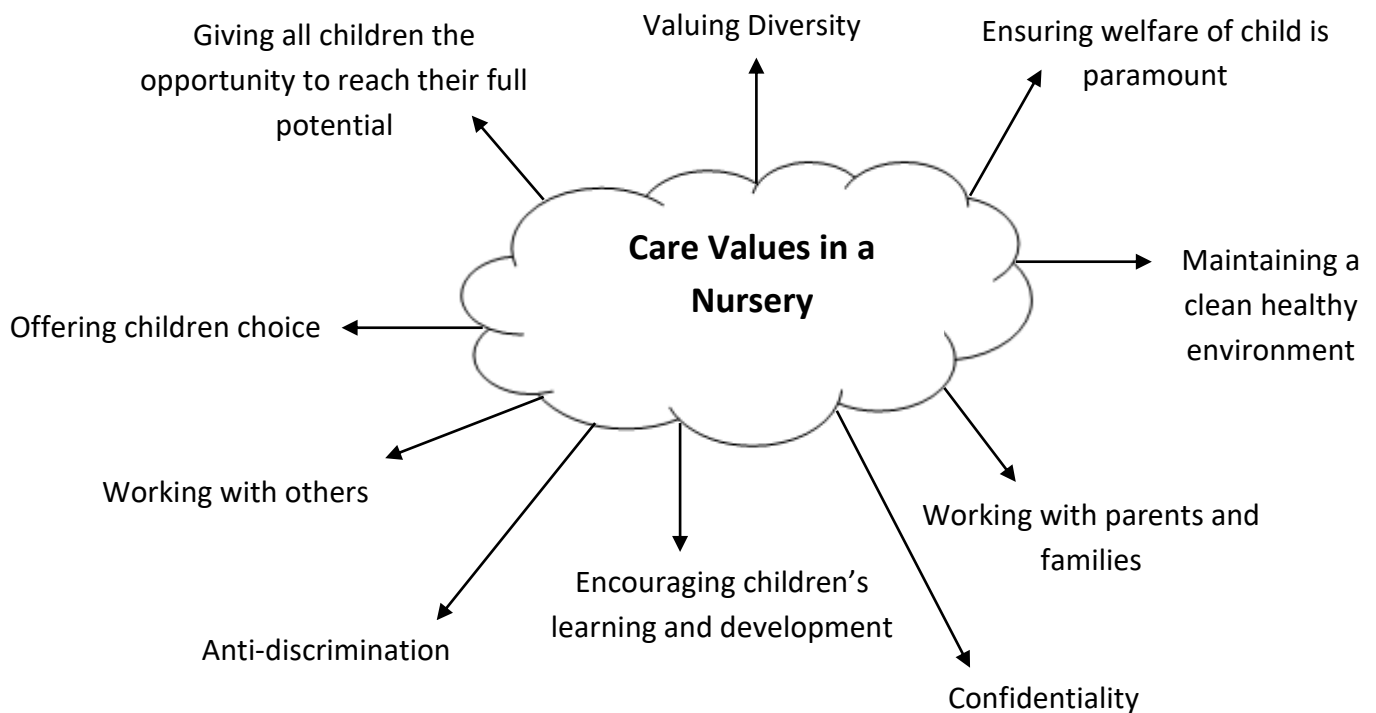 Giving all children the
opportunity to reach their full
potential
Valuing Diversity
Ensuring welfare of child is
paramount
Care Values in a
Nursery
Maintaining a
clean healthy
environment
Offering children choice
Working with others
Working with parents and
families
Encouraging children’s
learning and development
Anti-discrimination
Confidentiality